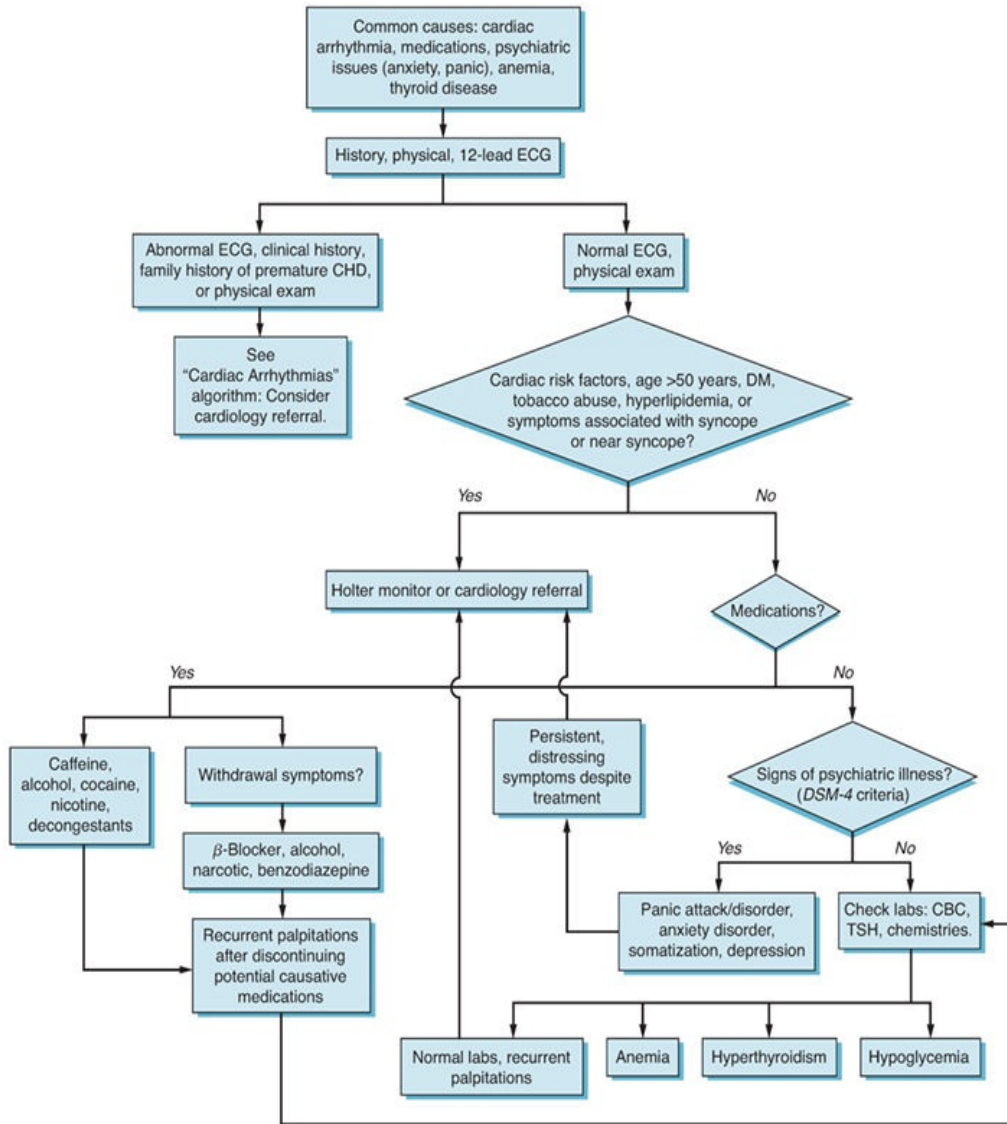 Common causes: cardiac
arrhythmia, medications, psychiatric
issues (anxiety, panic), anemia,
thyroid disease
History, physical, 12-lead ECG
Abnormal ECG, clinical history,
family history of premature CHD,
or physical exam
Normal ECG,
physical exam
See
“Cardiac Arrhythmias”
algorithm: Consider
cardiology referral.
Cardiac risk factors, age >50 years, DM,
tobacco abuse, hyperlipidemia, or
symptoms associated with syncope
or near syncope?
Yes
No
Holter monitor or cardiology referral
Medications?
Yes
No
Caffeine,
alcohol, cocaine,
nicotine,
decongestants
Withdrawal symptoms?
Persistent,
distressing
symptoms despite
treatment
Signs of psychiatric illness?
(DSM-4 criteria)
β-Blocker, alcohol,
narcotic, benzodiazepine
Yes
No
Recurrent palpitations
after discontinuing
potential causative
medications
Panic attack/disorder,
anxiety disorder,
somatization, depression
Check labs: CBC,
TSH, chemistries.
Normal labs, recurrent
palpitations
Anemia
Hyperthyroidism
Hypoglycemia